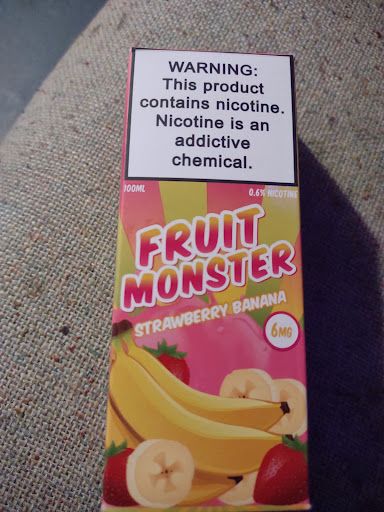 WARNING:
This product
contains nicotine.
Nicotine is an
addictive
chemical.
100ML
0.6% NICOTINE
FRUIT
MONSTER
STRAWBERRY BANANA
6MG